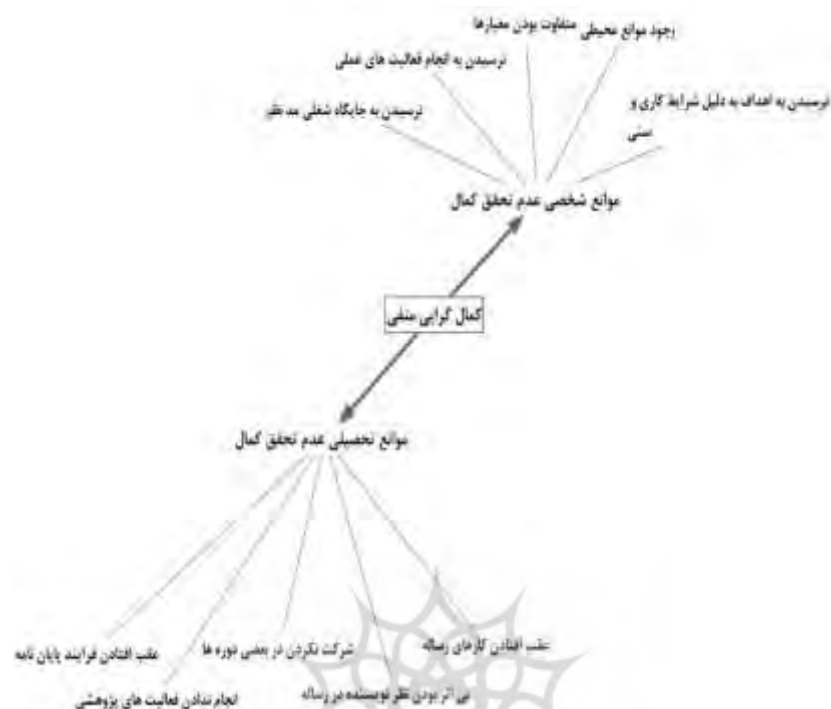 وجود موانع محیطی
متفاوت بودن معیارها
نرسیدن به انجام فعالیت های عملی
نرسیدن به اهداف به دلیل شرایط کاری و
سنی
نرسیدن به جایگاه شغلی مد نظر
موانع شخصی عدم تحقق کمال
کمال گرایی منفی
موانع تحصیلی عدم تحقق کمال
عقب افتادن کارهای رساله
شرکت نکردن در بعضی دوره ها
عقب افتادن فرایند پایان نامه
بی اثر بودن نظر نویسنده در رساله
انجام ندادن فعالیت های پژوهشی